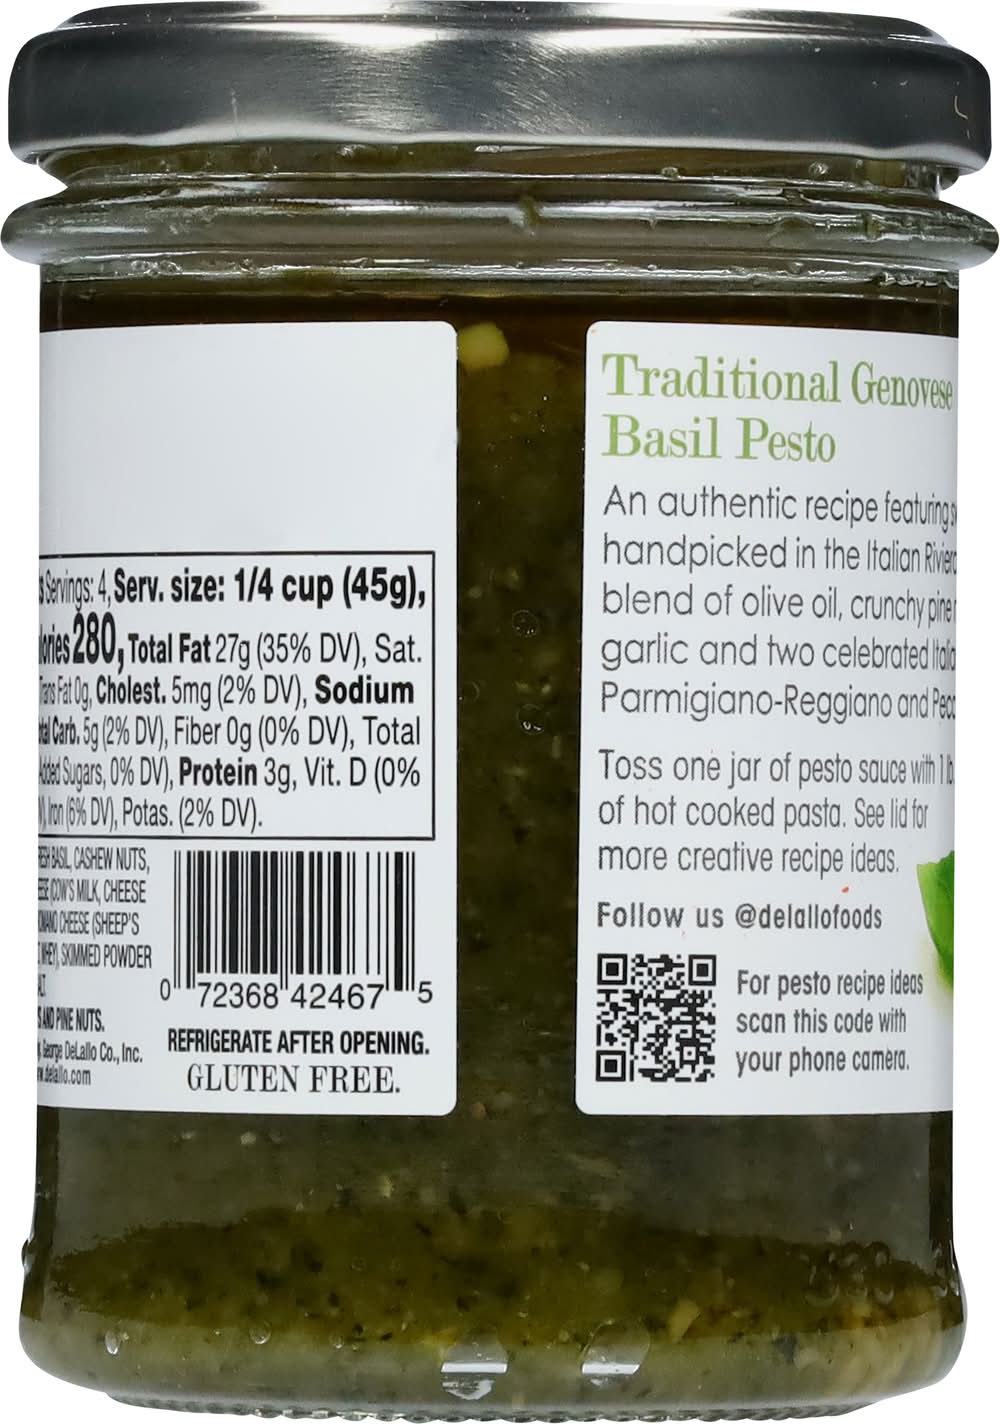 Servings: 4, Serv. size: 1/4 cup (45g),
280, Total Fat 27g (35% DV), Sat.
Trans Fat 0g, Cholest. 5mg (2% DV), Sodium
Carb. 5g (2% DV), Fiber 0g (0% DV), Total
Added Sugars, 0% DV), Protein 3g, Vit. D (0%
Iron (6% DV), Potas. (2% DV).
BASIL, CASHEW NUTS,
(COW'S MILK, CHEESE
CHEESE (SHEEP'S
WHEY), SKIMMED POWDER
AND PINE NUTS.
George DeLallo Co., Inc.
.delallo.com
0 72368 42467 5
REFRIGERATE AFTER OPENING.
GLUTEN FREE.
Traditional Genovese
Basil Pesto
An authentic recipe featuring
handpicked in the Italian
blend of olive oil, crunchy pine
garlic and two celebrated
Parmigiano-Reggiano and
Toss one jar of pesto sauce with 1 lb.
of hot cooked pasta. See lid for
more creative recipe ideas.
Follow us @delallofoods
For pesto recipe ideas
scan this code with
your phone camera.